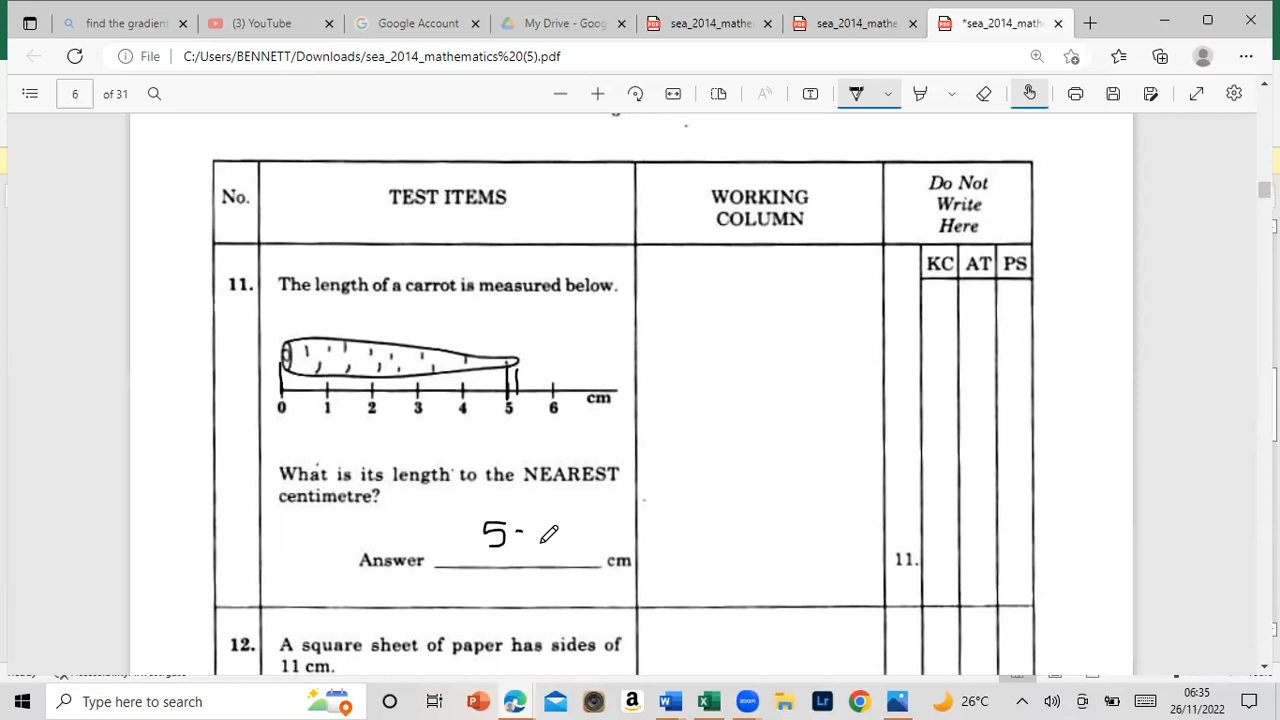 find the gradient
(3) YouTube
Google Account
My Drive - Goog
sea_2014_mathe
sea_2014_mathe
*sea_2014_math
File
C:/Users/BENNETT/Downloads/sea_2014_mathematics%20(5).pdf
6 of 31
No.
TEST ITEMS
WORKING
COLUMN
Do Not
Write
Here
KC AT PS
11. The length of a carrot is measured below.
0 1 2 3 4 5 6 cm
What is its length to the NEAREST
centimetre?
5-
Answer ____________ cm
11.
12. A square sheet of paper has sides of
11 cm.
Type here to search
26°C
06:35
26/11/2022